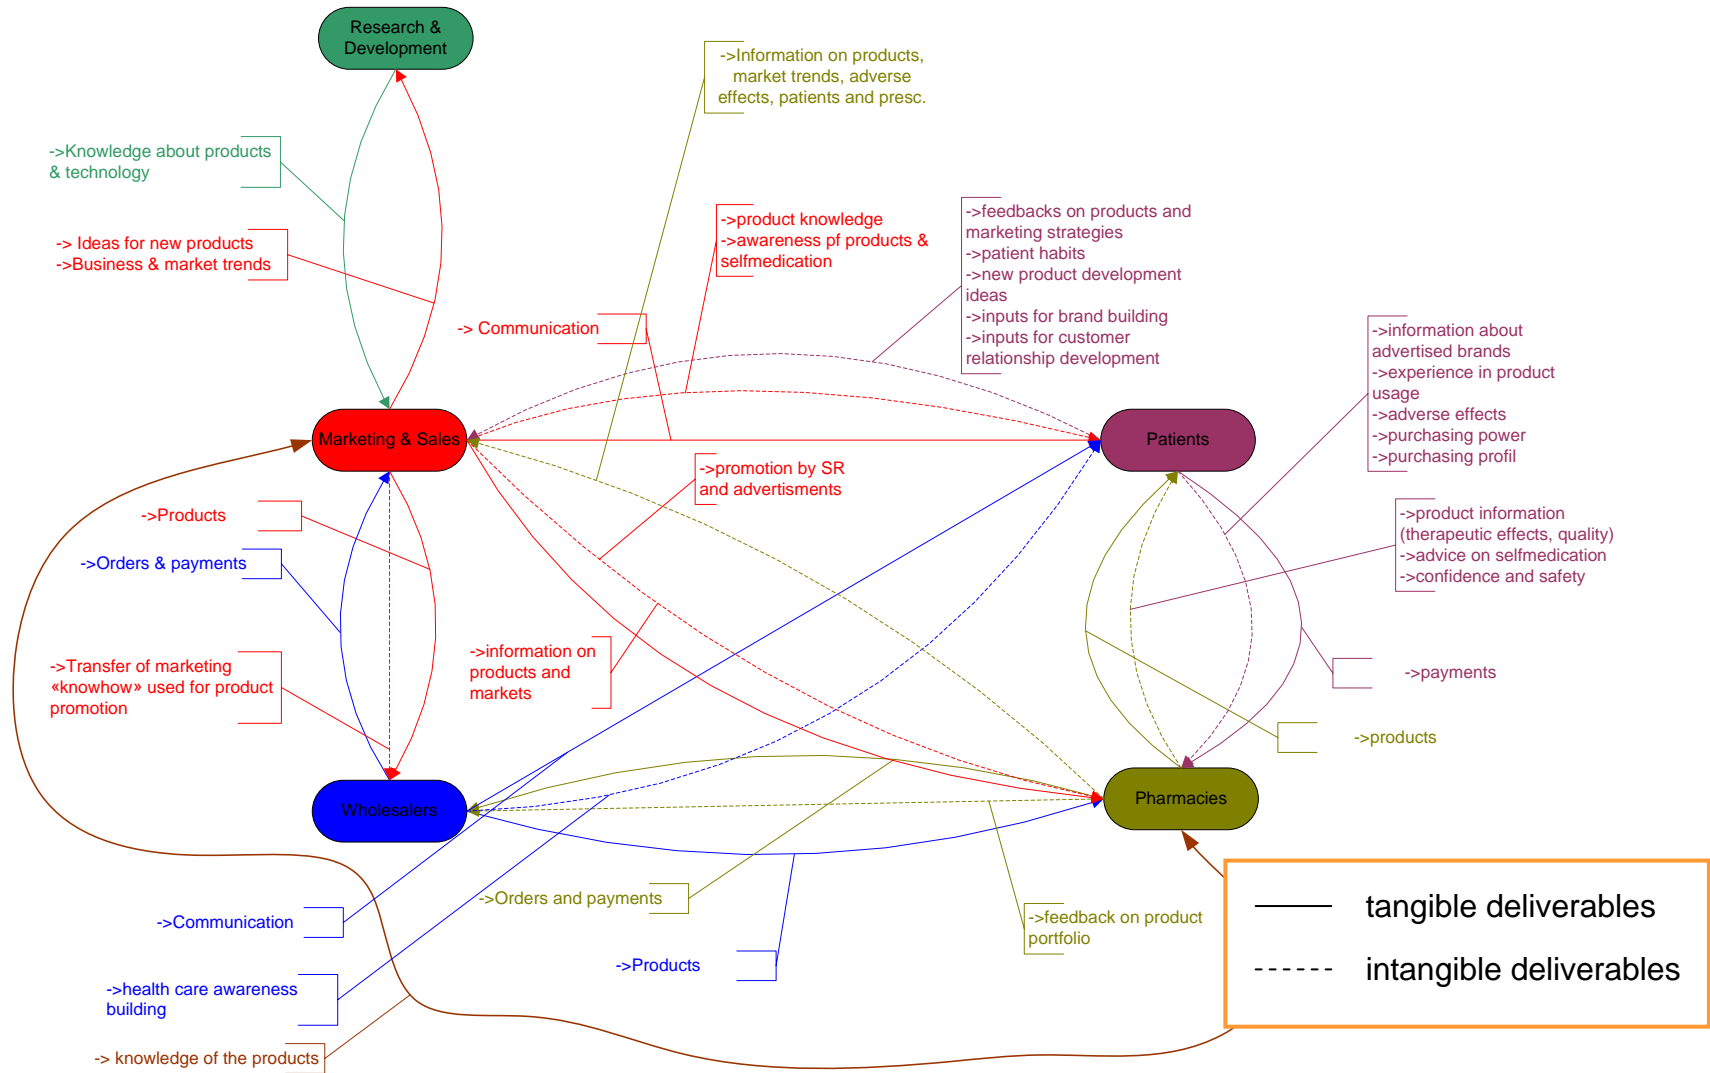 Research &
Development
->Information on products,
market trends, adverse
effects, patients and presc.
->Knowledge about products
& technology
-> Ideas for new products
->Business & market trends
->product knowledge
->awareness pf products &
selfmedication
->feedbacks on products and
marketing strategies
->patient habits
->new product development
ideas
->inputs for brand building
->inputs for customer
relationship development
-> Communication
->information about
advertised brands
->experience in product
usage
->adverse effects
->purchasing power
->purchasing profil
Marketing & Sales
Patients
->promotion by SR
and advertisments
->Products
->Orders & payments
->product information
(therapeutic effects, quality)
->advice on selfmedication
->confidence and safety
->Transfer of marketing
«knowhow» used for product
promotion
->information on
products and
markets
->payments
->products
Wholesalers
Pharmacies
->Orders and payments
->Communication
->feedback on product
portfolio
->Products
->health care awareness
building
-> knowledge of the products
tangible deliverables
intangible deliverables